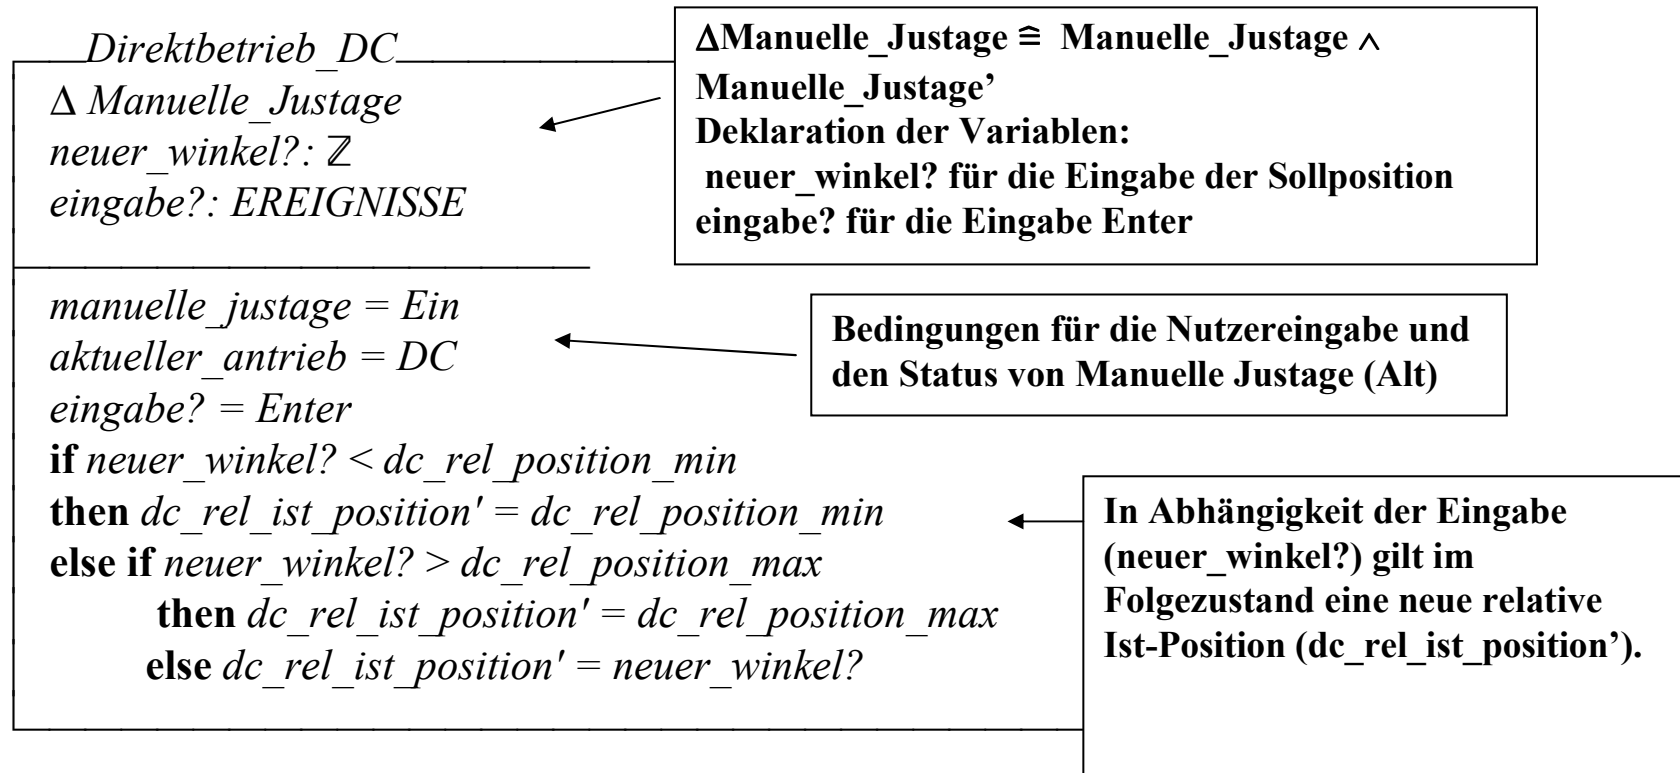 Direktbetrieb_DC
Δ Manuelle_Justage
neuer_winkel?: ℤ
eingabe?: EREIGNISSE
manuelle_justage = Ein
aktueller_antrieb = DC
eingabe? = Enter
if neuer_winkel? < dc_rel_position_min
then dc_rel_ist_position' = dc_rel_position_min
else if neuer_winkel? > dc_rel_position_max
then dc_rel_ist_position' = dc_rel_position_max
else dc_rel_ist_position' = neuer_winkel?
ΔManuelle_Justage ≙ Manuelle_Justage ∧
Manuelle_Justage’
Deklaration der Variablen:
neuer_winkel? für die Eingabe der Sollposition
eingabe? für die Eingabe Enter
Bedingungen für die Nutzereingabe und
den Status von Manuelle Justage (Alt)
In Abhängigkeit der Eingabe
(neuer_winkel?) gilt im
Folgezustand eine neue relative
Ist-Position (dc_rel_ist_position’).